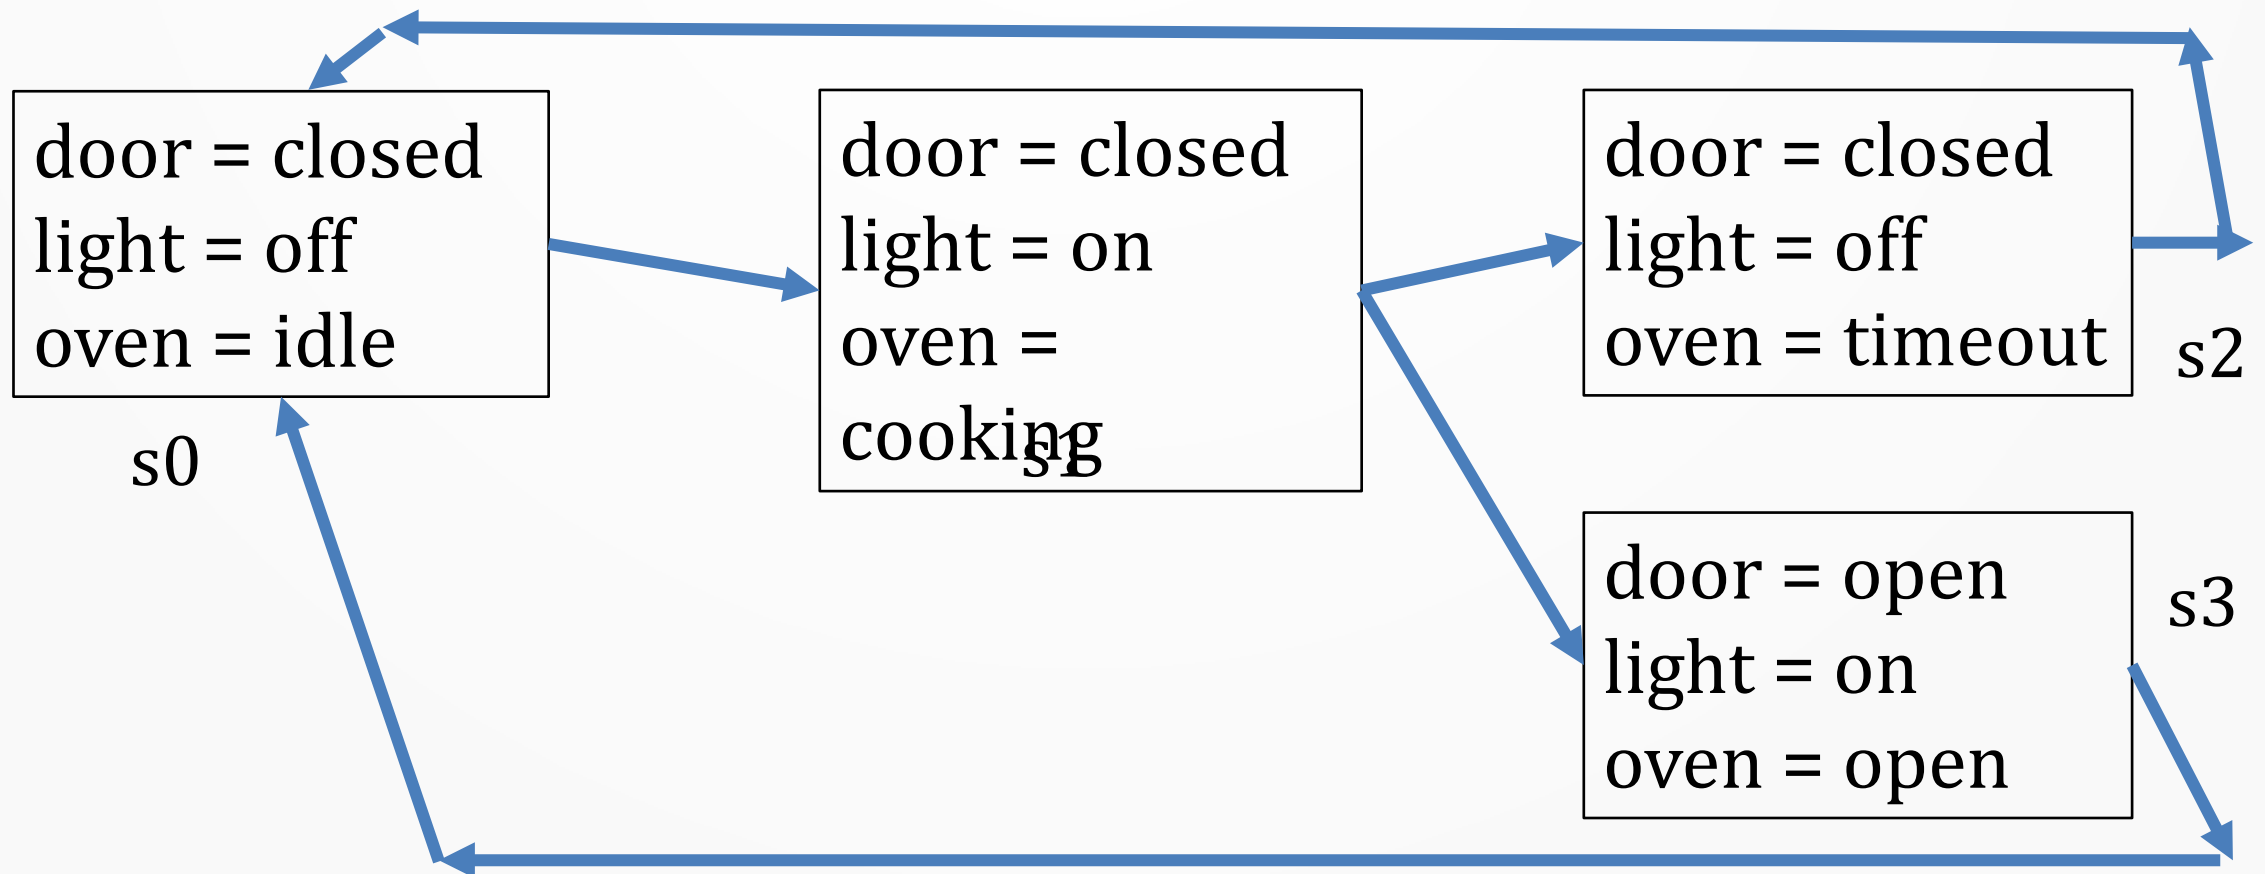 door = closed
light = off
oven = idle
s0
door = closed
light = on
oven =
cooking
s1
door = closed
light = off
oven = timeout
s2
door = open
light = on
oven = open
s3